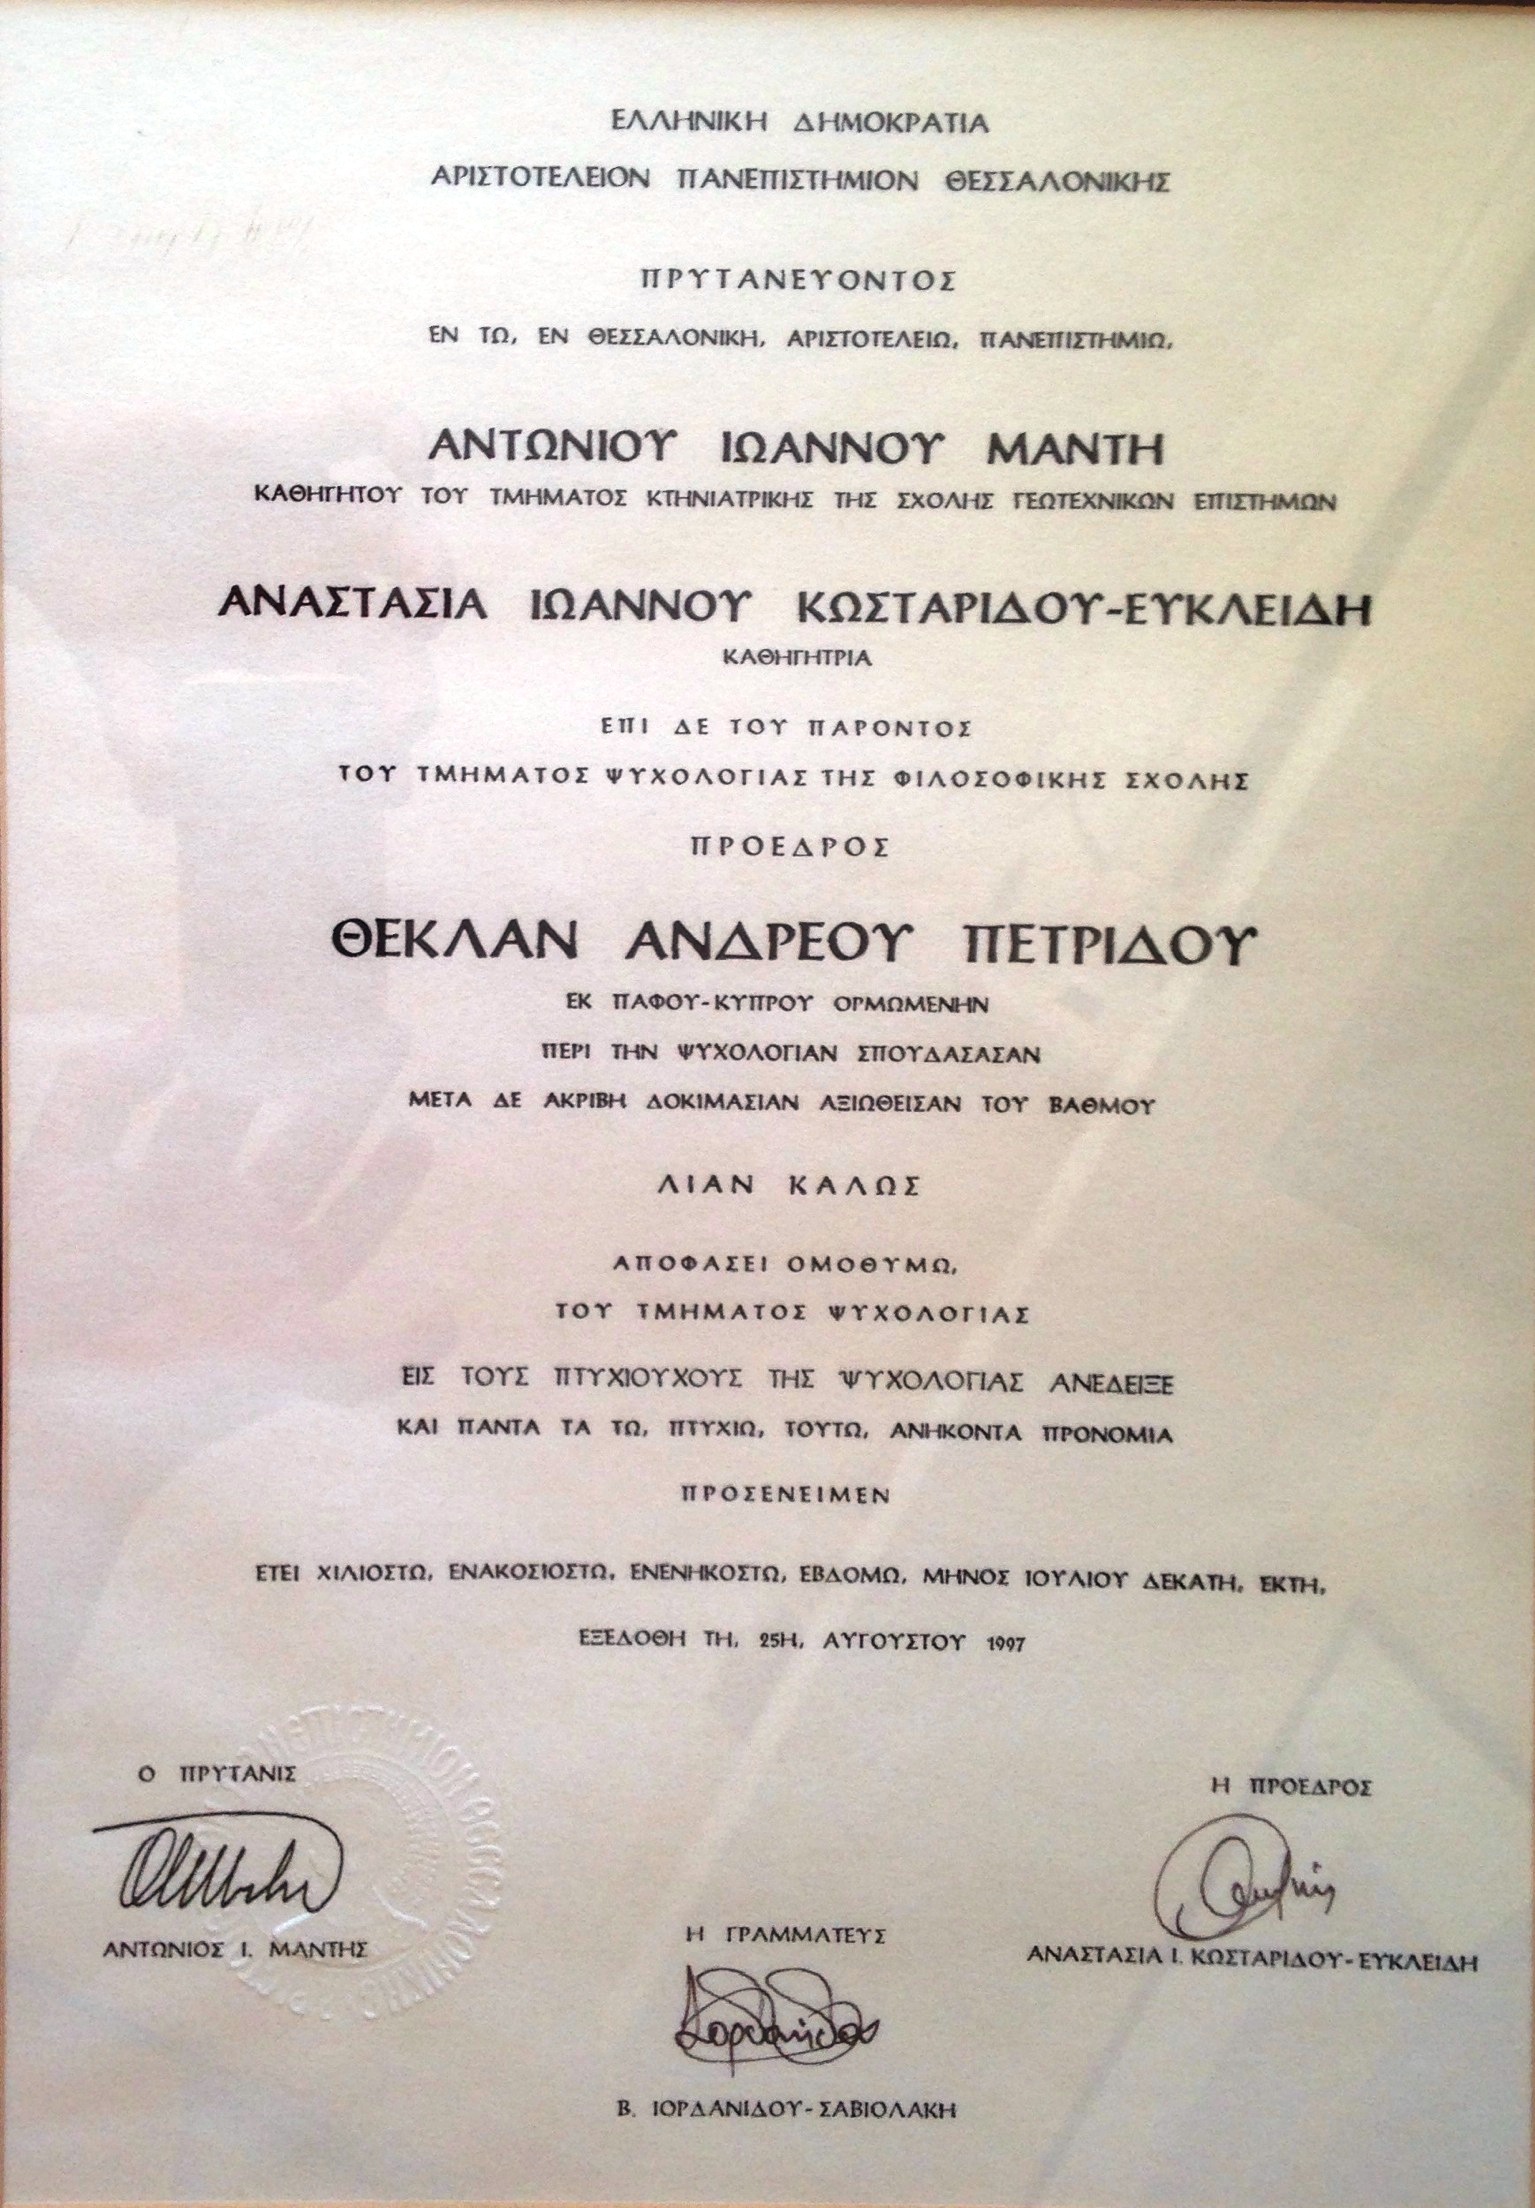 ΕΛΛΗΝΙΚΗ ΔΗΜΟΚΡΑΤΙΑ
ΑΡΙΣΤΟΤΕΛΕΙΟΝ ΠΑΝΕΠΙΣΤΗΜΙΟΝ ΘΕΣΣΑΛΟΝΙΚΗΣ
ΠΡΥΤΑΝΕΥΟΝΤΟΣ
ΕΝ ΤΩ, ΕΝ ΘΕΣΣΑΛΟΝΙΚΗ, ΑΡΙΣΤΟΤΕΛΕΙΩ, ΠΑΝΕΠΙΣΤΗΜΙΩ,
ΑΝΤΩΝΙΟΥ ΙΩΑΝΝΟΥ ΜΑΝΤΗ
ΚΑΘΗΓΗΤΟΥ ΤΟΥ ΤΜΗΜΑΤΟΣ ΚΤΗΝΙΑΤΡΙΚΗΣ ΤΗΣ ΣΧΟΛΗΣ ΓΕΩΤΕΧΝΙΚΩΝ ΕΠΙΣΤΗΜΩΝ
ΑΝΑΣΤΑΣΙΑ ΙΩΑΝΝΟΥ ΚΩΣΤΑΡΙΔΟΥ-ΕΥΚΛΕΙΔΗ
ΚΑΘΗΓΗΤΡΙΑ
ΕΠΙ ΔΕ ΤΟΥ ΠΑΡΟΝΤΟΣ
ΤΟΥ ΤΜΗΜΑΤΟΣ ΨΥΧΟΛΟΓΙΑΣ ΤΗΣ ΦΙΛΟΣΟΦΙΚΗΣ ΣΧΟΛΗΣ
ΠΡΟΕΔΡΟΣ
ΘΕΚΛΑΝ ΑΝΔΡΕΟΥ ΠΕΤΡΙΔΟΥ
ΕΚ ΠΑΦΟΥ-ΚΥΠΡΟΥ ΟΡΜΩΜΕΝΗΝ
ΠΕΡΙ ΤΗΝ ΨΥΧΟΛΟΓΙΑΝ ΣΠΟΥΔΑΣΑΣΑΝ
ΜΕΤΑ ΔΕ ΑΚΡΙΒΗ ΔΟΚΙΜΑΣΙΑΝ ΑΞΙΩΘΕΙΣΑΝ ΤΟΥ ΒΑΘΜΟΥ
ΛΙΑΝ ΚΑΛΩΣ
ΑΠΟΦΑΣΕΙ ΟΜΟΘΥΜΩ,
ΤΟΥ ΤΜΗΜΑΤΟΣ ΨΥΧΟΛΟΓΙΑΣ
ΕΙΣ ΤΟΥΣ ΠΤΥΧΙΟΥΧΟΥΣ ΤΗΣ ΨΥΧΟΛΟΓΙΑΣ ΑΝΕΔΕΙΞΕ
ΚΑΙ ΠΑΝΤΑ ΤΑ ΤΩ, ΠΤΥΧΙΩ, ΤΟΥΤΩ, ΑΝΗΚΟΝΤΑ ΠΡΟΝΟΜΙΑ
ΠΡΟΣΕΝΕΙΜΕΝ
ΕΤΕΙ ΧΙΛΙΟΣΤΩ, ΕΝΑΚΟΣΙΟΣΤΩ, ΕΝΕΝΗΚΟΣΤΩ, ΕΒΔΟΜΩ, ΜΗΝΟΣ ΙΟΥΛΙΟΥ ΔΕΚΑΤΗ, ΕΚΤΗ,
ΕΞΕΔΟΘΗ ΤΗ, 25Η, ΑΥΓΟΥΣΤΟΥ 1997
Ο ΠΡΥΤΑΝΙΣ
ΑΝΤΩΝΙΟΣ Ι. ΜΑΝΤΗΣ
Η ΠΡΟΕΔΡΟΣ
ΑΝΑΣΤΑΣΙΑ Ι. ΚΩΣΤΑΡΙΔΟΥ-ΕΥΚΛΕΙΔΗ
Η ΓΡΑΜΜΑΤΕΥΣ
Β. ΙΟΡΔΑΝΙΔΟΥ-ΣΑΒΙΟΛΑΚΗ